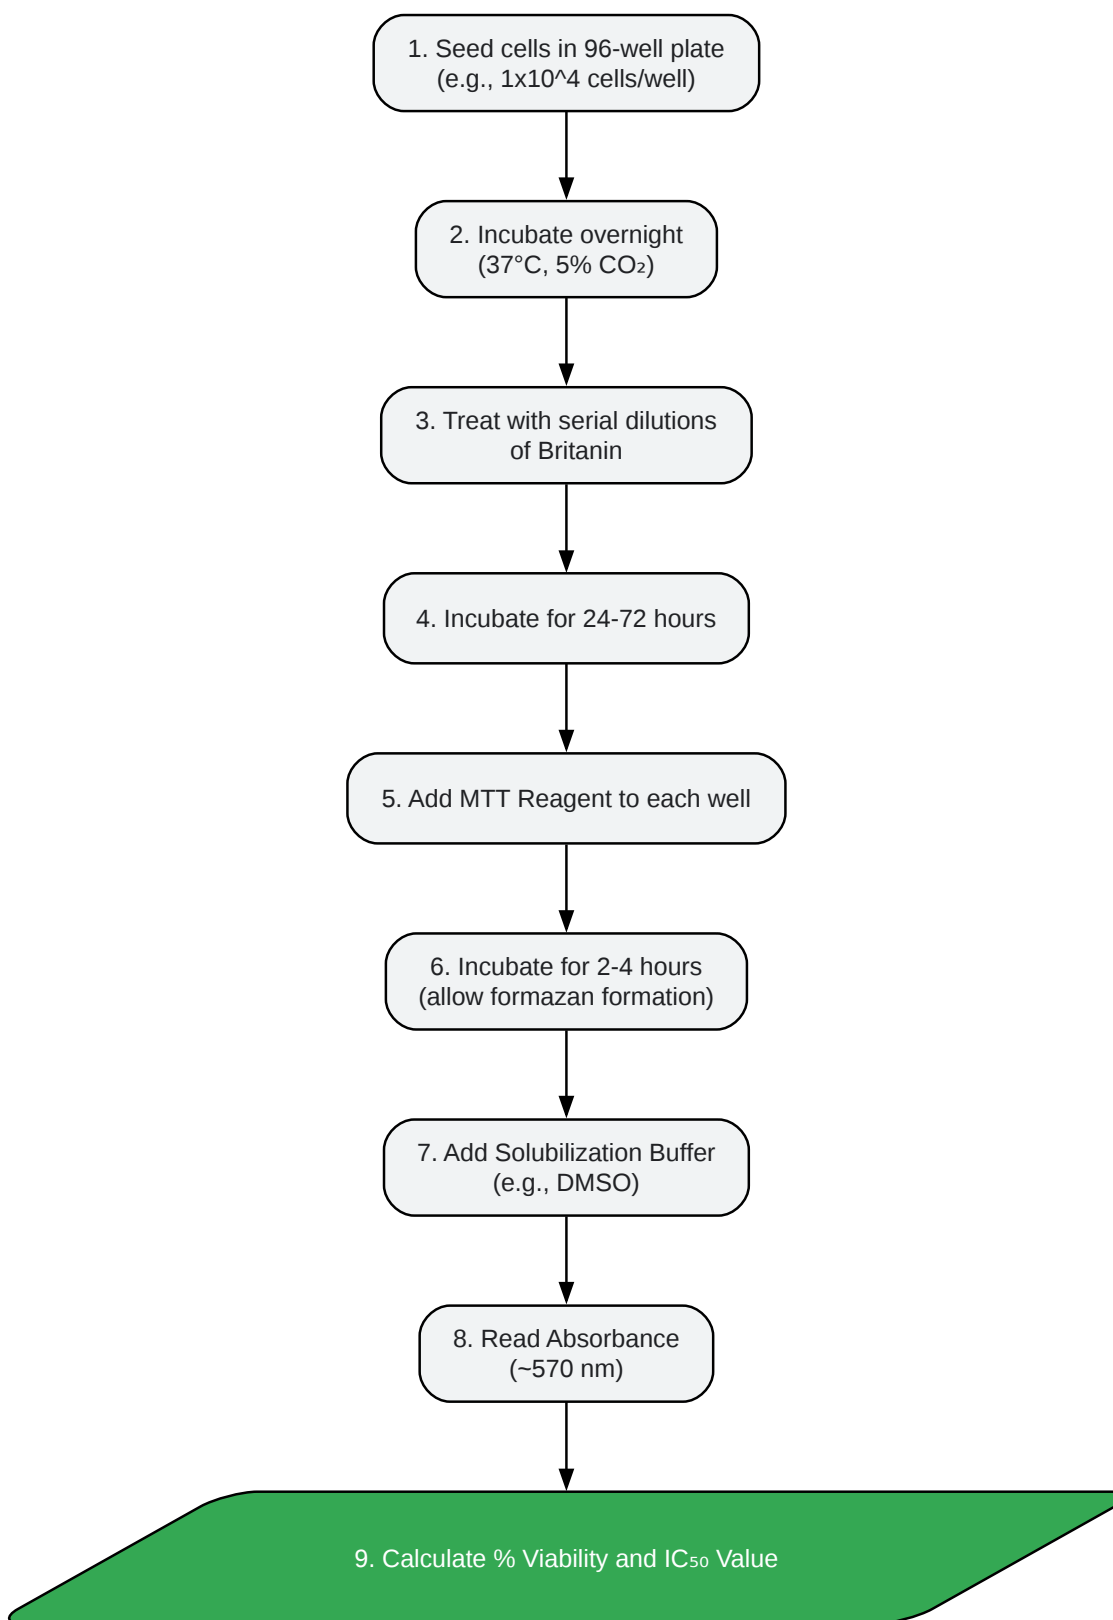 1. Seed cells in 96-well plate
(e.g., 1x10^4 cells/well)
2. Incubate overnight
(37°C, 5% CO₂)
3. Treat with serial dilutions
of Britanin
4. Incubate for 24-72 hours
5. Add MTT Reagent to each well
6. Incubate for 2-4 hours
(allow formazan formation)
7. Add Solubilization Buffer
(e.g., DMSO)
8. Read Absorbance
(~570 nm)
9. Calculate % Viability and IC₅₀ Value